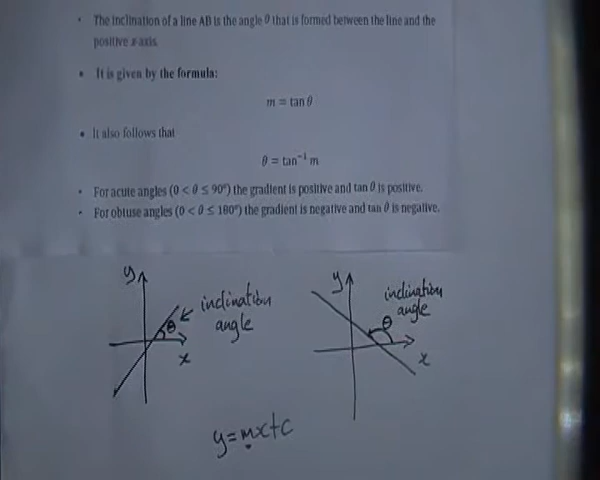 The inclination of a line AB is the angle θ that is formed between the line and the
positive x-axis.
It is given by the formula:
m = tan θ
It also follows that
θ = tan⁻¹ m
For acute angles (0 < θ ≤ 90°) the gradient is positive and tan θ is positive.
For obtuse angles (0 < θ ≤ 180°) the gradient is negative and tan θ is negative.
y
θ
inclination
angle
x
y
inclination
angle
θ
x
y=mx+c